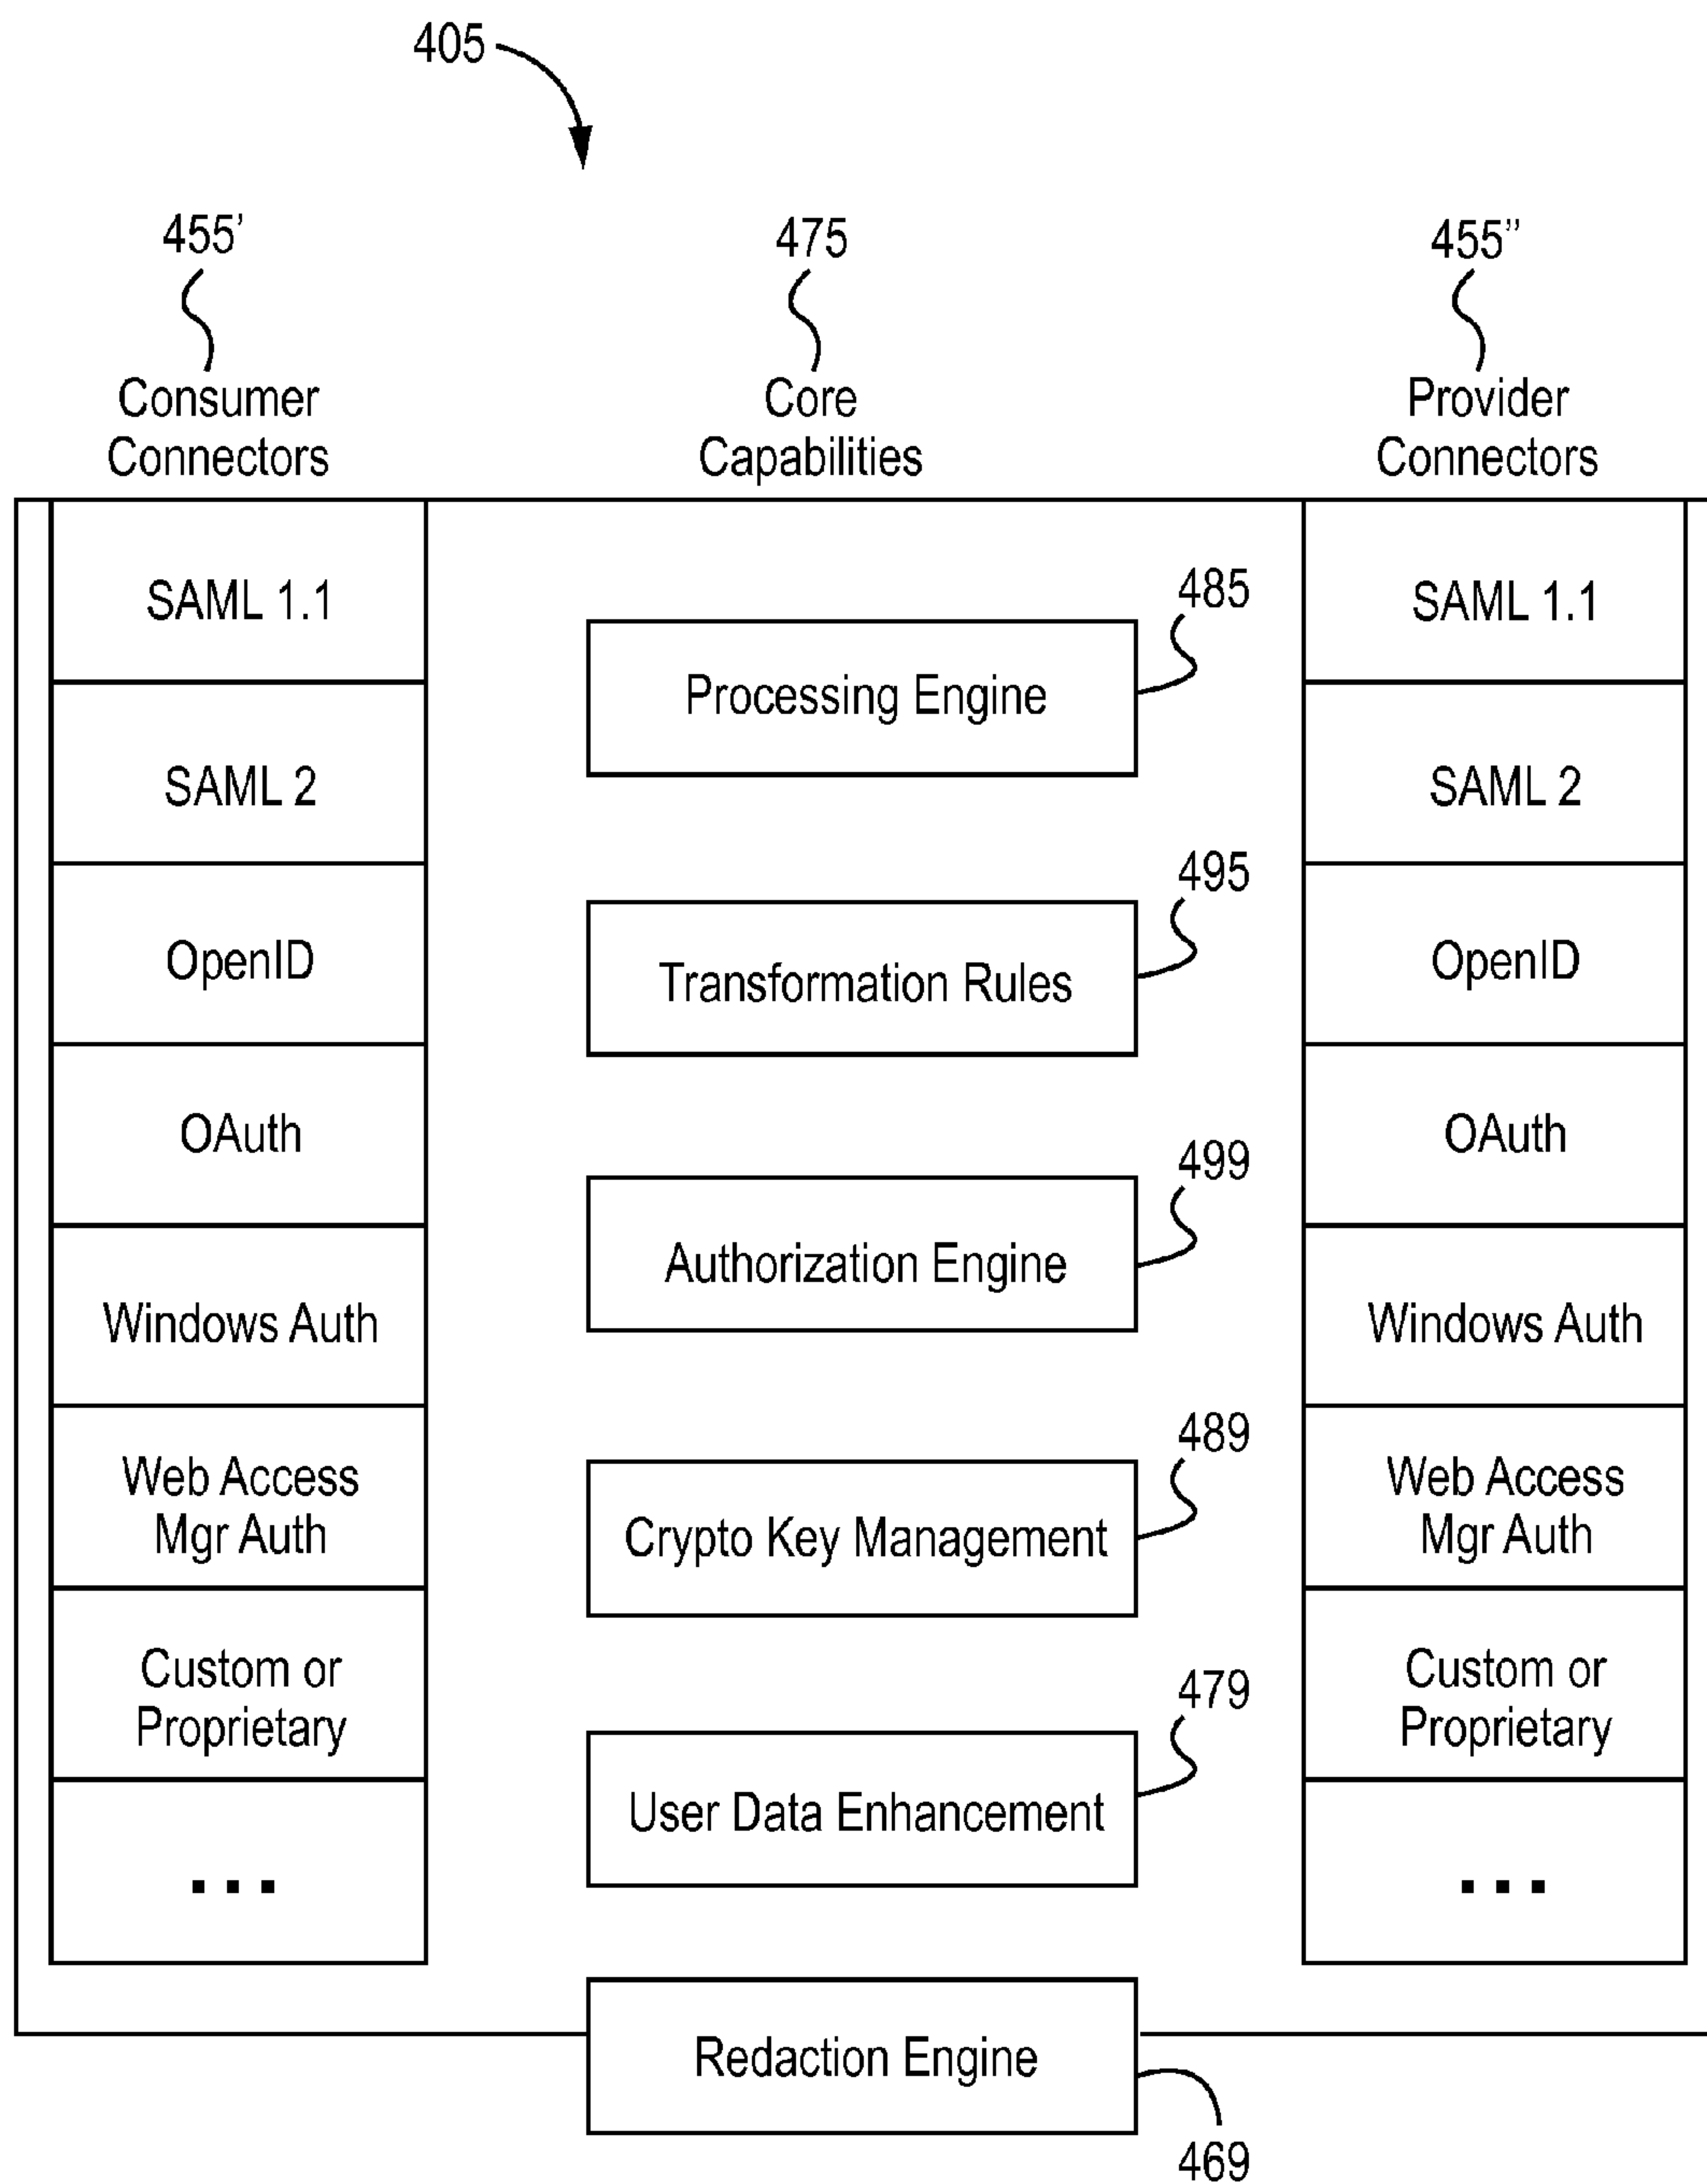 405
455’
475
455”
Consumer
Connectors
Core
Capabilities
Provider
Connectors
SAML 1.1
SAML 2
OpenID
OAuth
Windows Auth
Web Access
Mgr Auth
Custom or
Proprietary
...
485
Processing Engine
495
Transformation Rules
499
Authorization Engine
489
Crypto Key Management
479
User Data Enhancement
Redaction Engine
469
SAML 1.1
SAML 2
OpenID
OAuth
Windows Auth
Web Access
Mgr Auth
Custom or
Proprietary
...